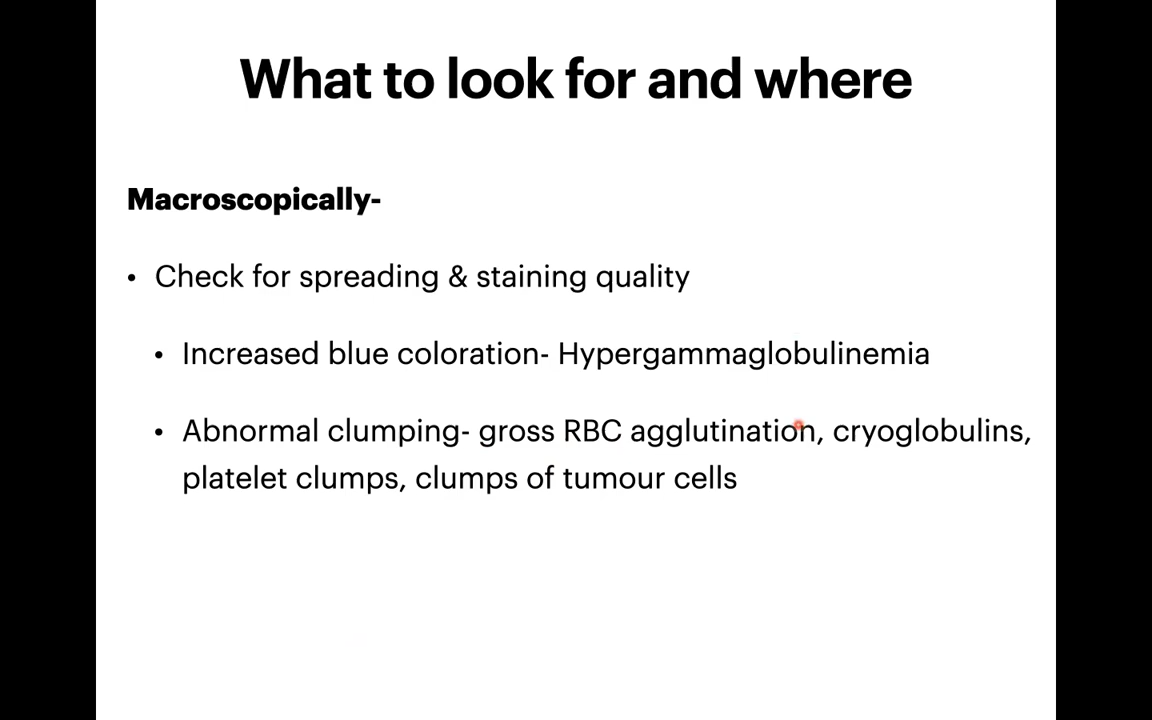 What to look for and where
Macroscopically-
• Check for spreading & staining quality
• Increased blue coloration- Hypergammaglobulinemia
• Abnormal clumping- gross RBC agglutination, cryoglobulins,
platelet clumps, clumps of tumour cells